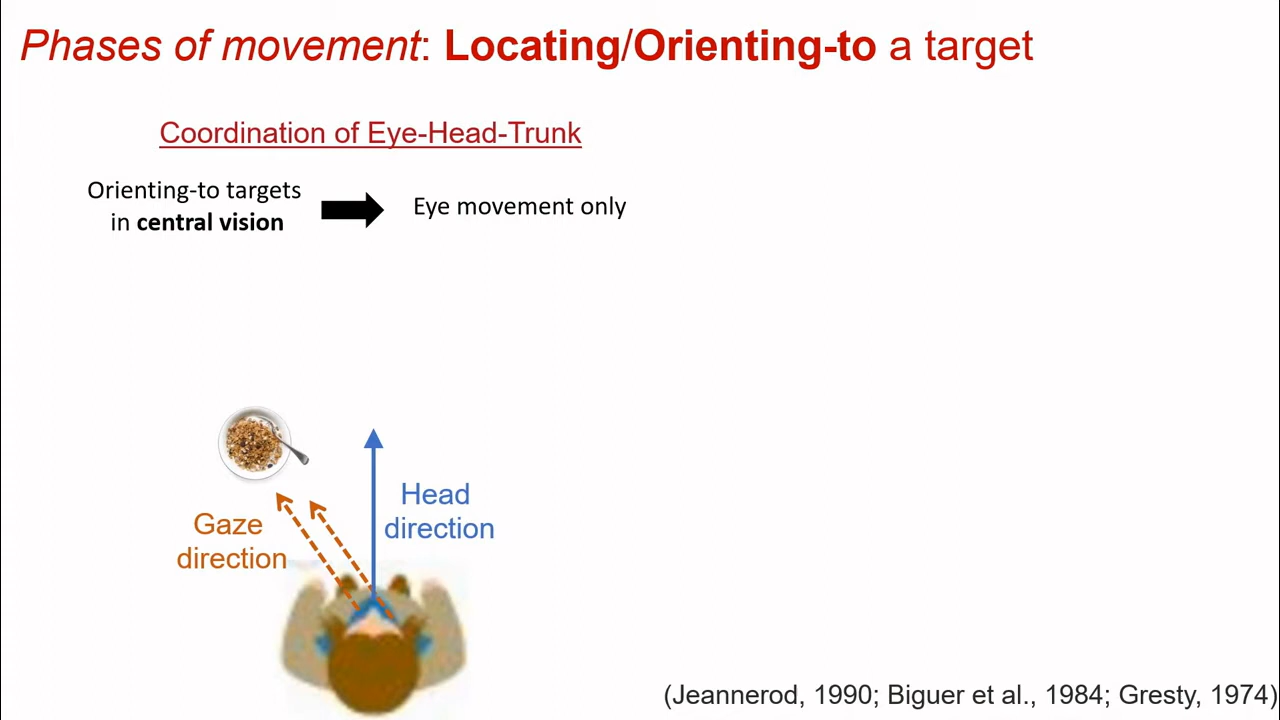 Phases of movement: Locating/Orienting-to a target
Coordination of Eye-Head-Trunk
Orienting-to targets
in central vision
Eye movement only
Head
direction
Gaze
direction
(Jeannerod, 1990; Biguer et al., 1984; Gresty, 1974)